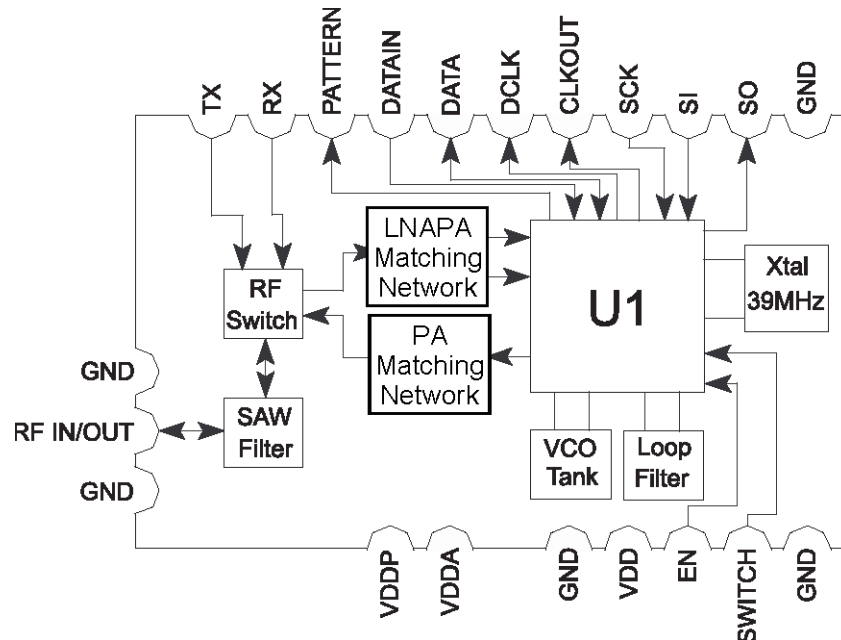 TX
RX
PATTERN
DATAIN
DATA
DCLK
CLKOUT
SCK
SI
SO
GND
LNAPA
Matching
Network
RF
Switch
U1
Xtal
39MHz
PA
Matching
Network
GND
RF IN/OUT
GND
SAW
Filter
VCO
Tank
Loop
Filter
VDDP
VDDA
GND
VDD
EN
SWITCH
GND